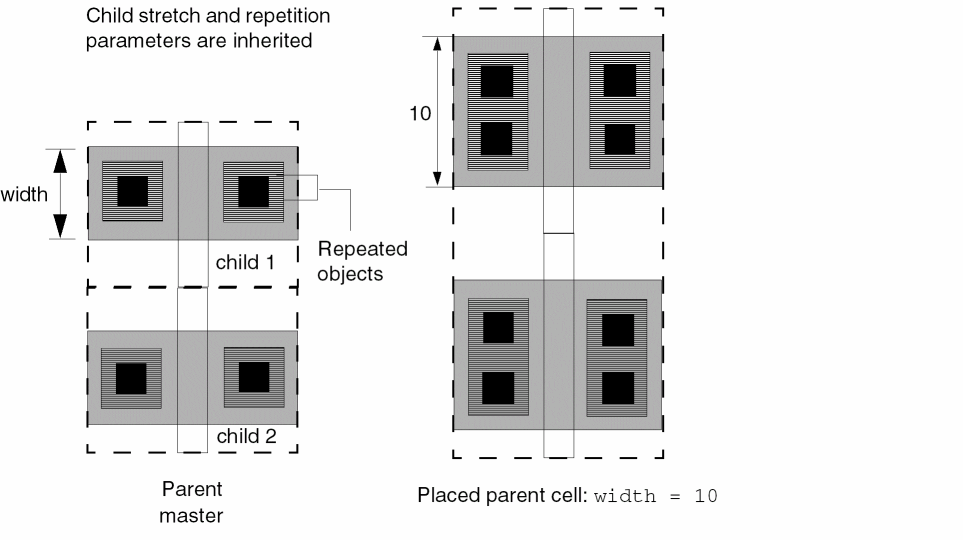 Child stretch and repetition
parameters are inherited
10
width
Repeated
objects
child 1
child 2
Parent
master
Placed parent cell: width = 10